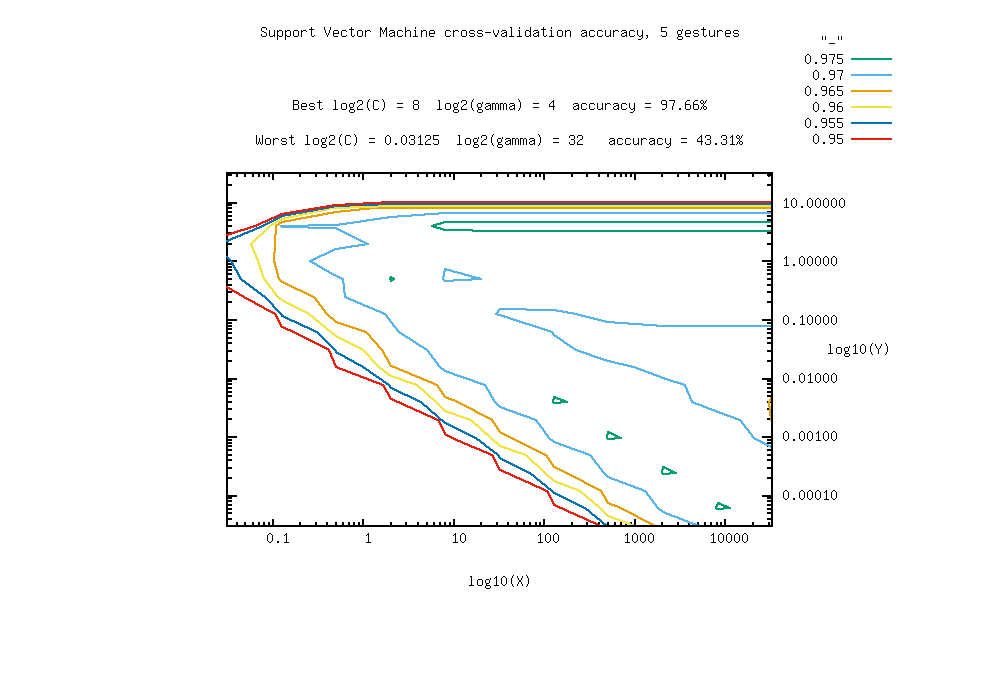 Support Vector Machine cross-validation accuracy, 5 gestures
"_"
0.975
0.97
0.965
0.96
0.955
0.95
Best log2(C) = 8  log2(gamma) = 4  accuracy = 97.66%
Worst log2(C) = 0.03125  log2(gamma) = 32   accuracy = 43.31%
10.00000
1.00000
0.10000
log10(Y)
0.01000
0.00100
0.00010
0.1 1 10 100 1000 10000
log10(X)